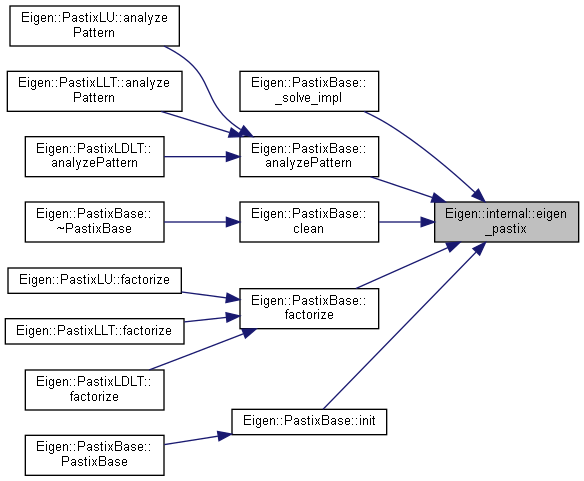 Eigen::PastixLU::analyze
Pattern
Eigen::PastixLLT::analyze
Pattern
Eigen::PastixLDLT::
analyzePattern
Eigen::PastixBase::
~PastixBase
Eigen::PastixLU::factorize
Eigen::PastixLLT::factorize
Eigen::PastixLDLT::
factorize
Eigen::PastixBase::
PastixBase
Eigen::PastixBase::
_solve_impl
Eigen::PastixBase::
analyzePattern
Eigen::PastixBase::
clean
Eigen::PastixBase::
factorize
Eigen::PastixBase::init
Eigen::internal::eigen
_pastix